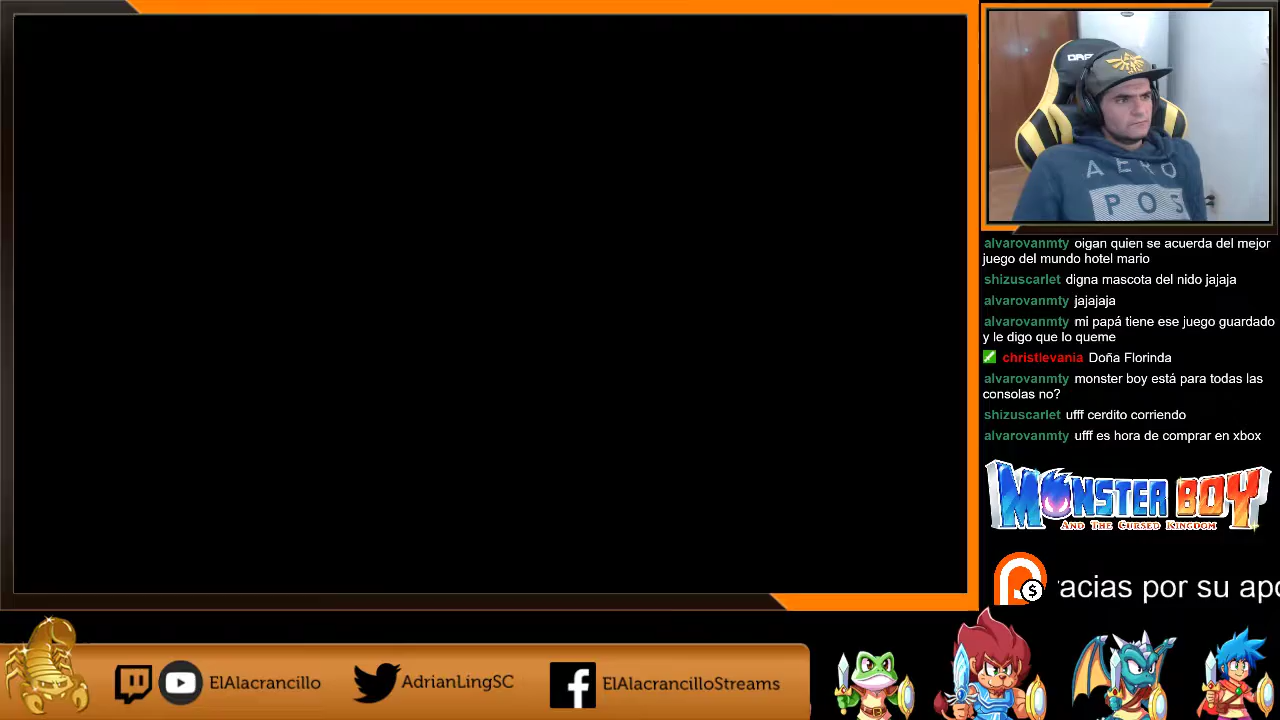 AERO
POS
alvarovanmty oigan quien se acuerda del mejor
juego del mundo hotel mario
shizuscarlet digna mascota del nido jajaja
alvarovanmty jajajaja
alvarovanmty mi papá tiene ese juego guardado
y le digo que lo queme
christlevania Doña Florinda
alvarovanmty monster boy está para todas las
consolas no?
shizuscarlet ufff cerdito corriendo
alvarovanmty ufff es hora de comprar en xbox
MONSTER BOY
AND THE CURSED KINGDOM
acias por su apo
ElAlacrancillo
AdrianLingSC
ElAlacrancilloStreams